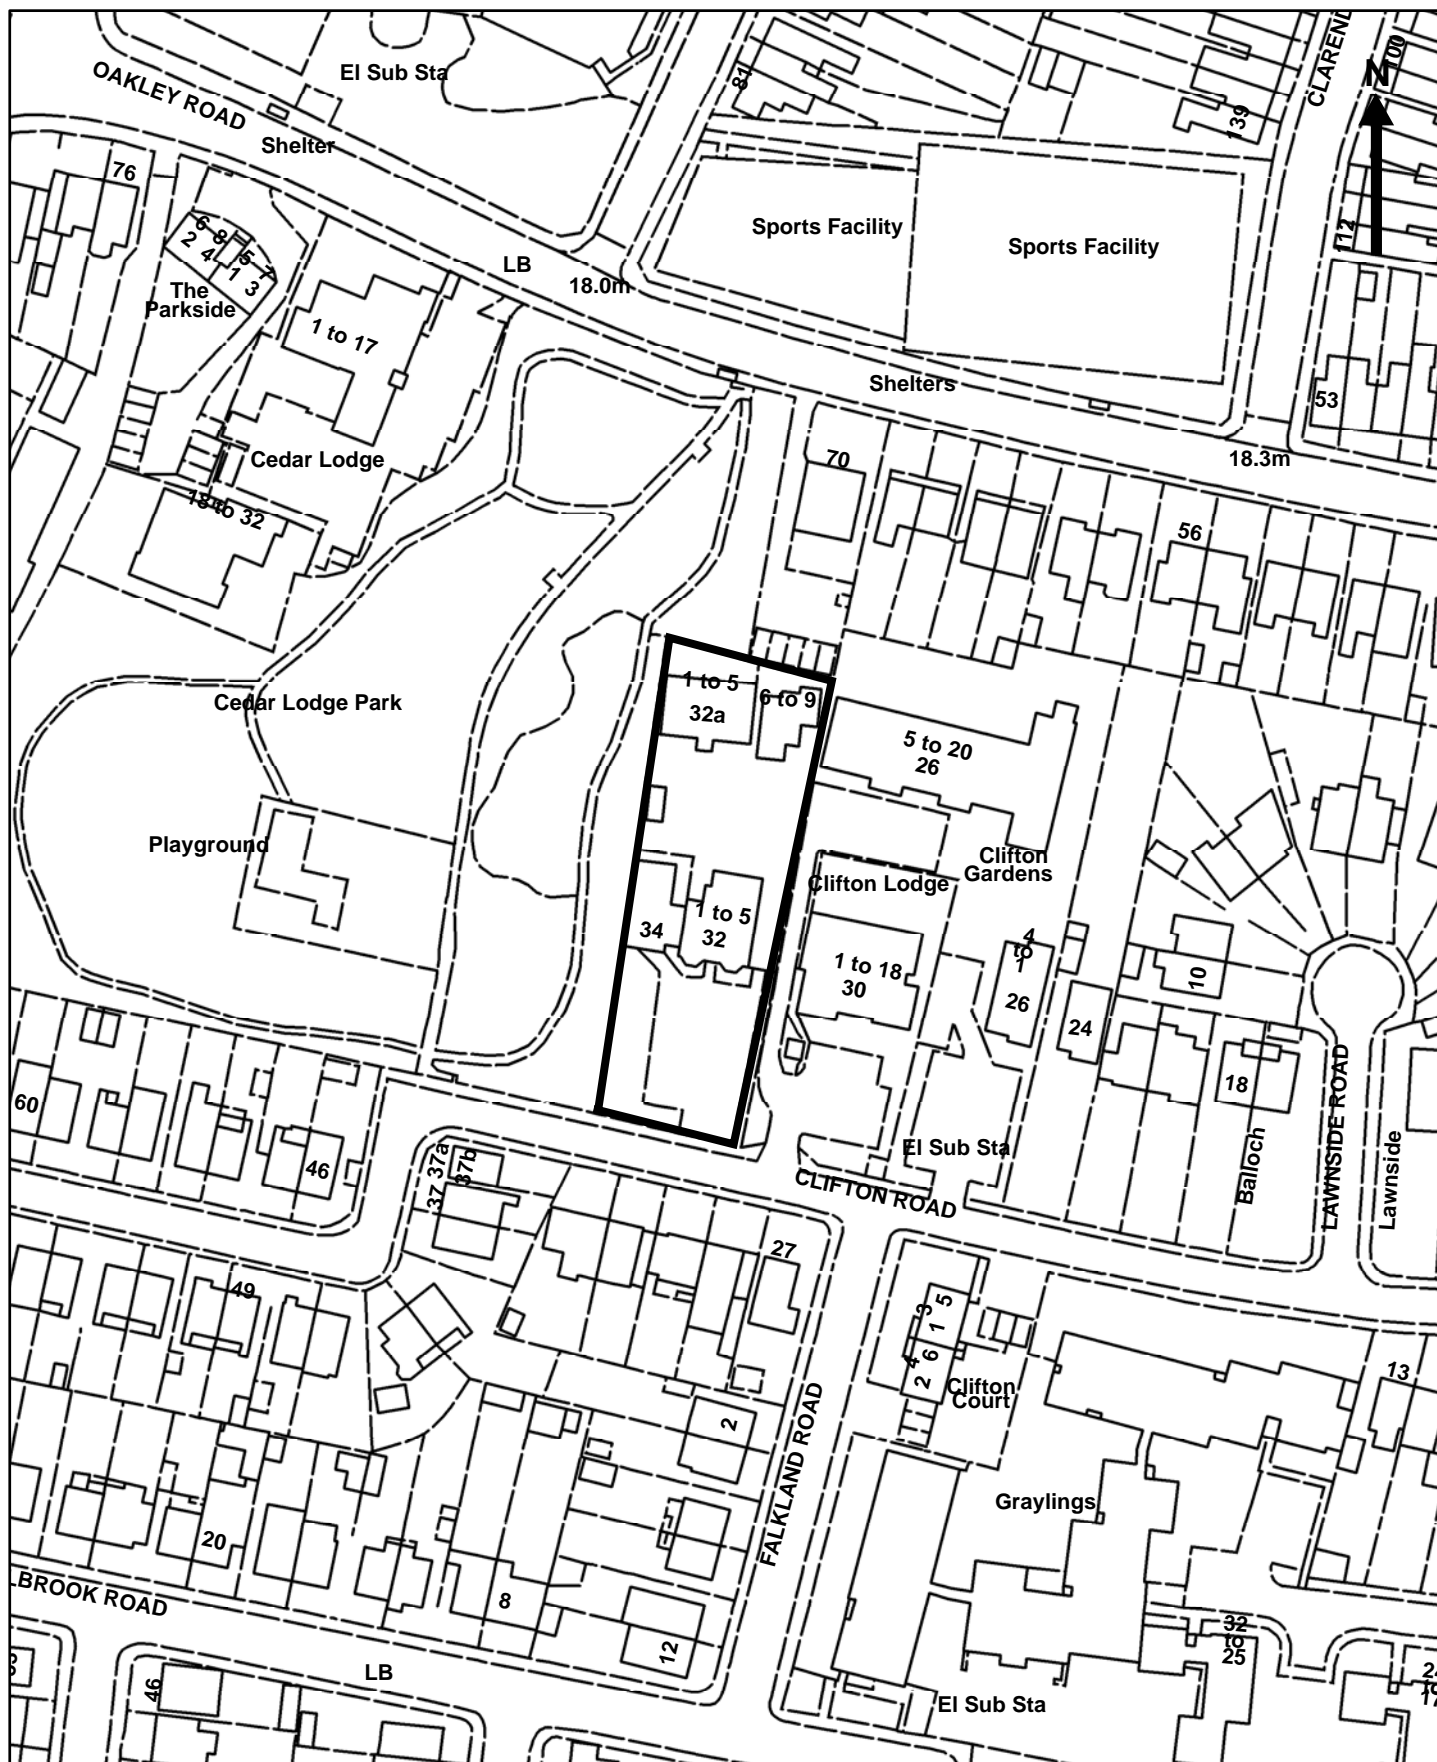 El Sub Sta
OAKLEY ROAD
Shelter
81
139
100
N
76
6 8
2 4
5 7
1 3
The
Parkside
LB
18.0m
Sports Facility
Sports Facility
112
1 to 17
Shelters
53
Cedar Lodge
70
18.3m
18 to 32
56
Cedar Lodge Park
1 to 5
32a
6 to 9
5 to 20
26
Playground
Clifton
Gardens
Clifton Lodge
34
1 to 5
32
1 to 18
30
4
to
1
26
24
10
18
60
46
37 37a
37b
El Sub Sta
CLIFTON ROAD
Balloch
LAWNSIDE ROAD
Lawnside
27
49
3
1 5
4
2 6
Clifton
Court
13
2
FALKLAND ROAD
Graylings
20
8
12
LBROOK ROAD
LB
46
32
to
25
El Sub Sta